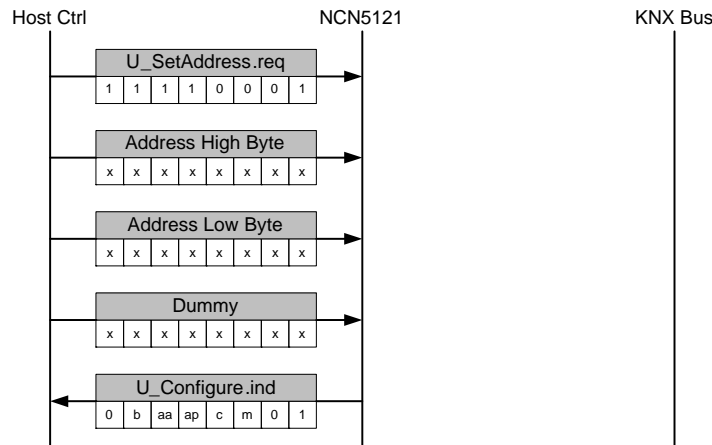 Host Ctrl NCN5121 KNX Bus
U_SetAddress.req
1 1 1 1 0 0 0 1
Address High Byte
x x x x x x x x
Address Low Byte
x x x x x x x x
Dummy
x x x x x x x x
U_Configure.ind
0 b aa ap c m 0 1